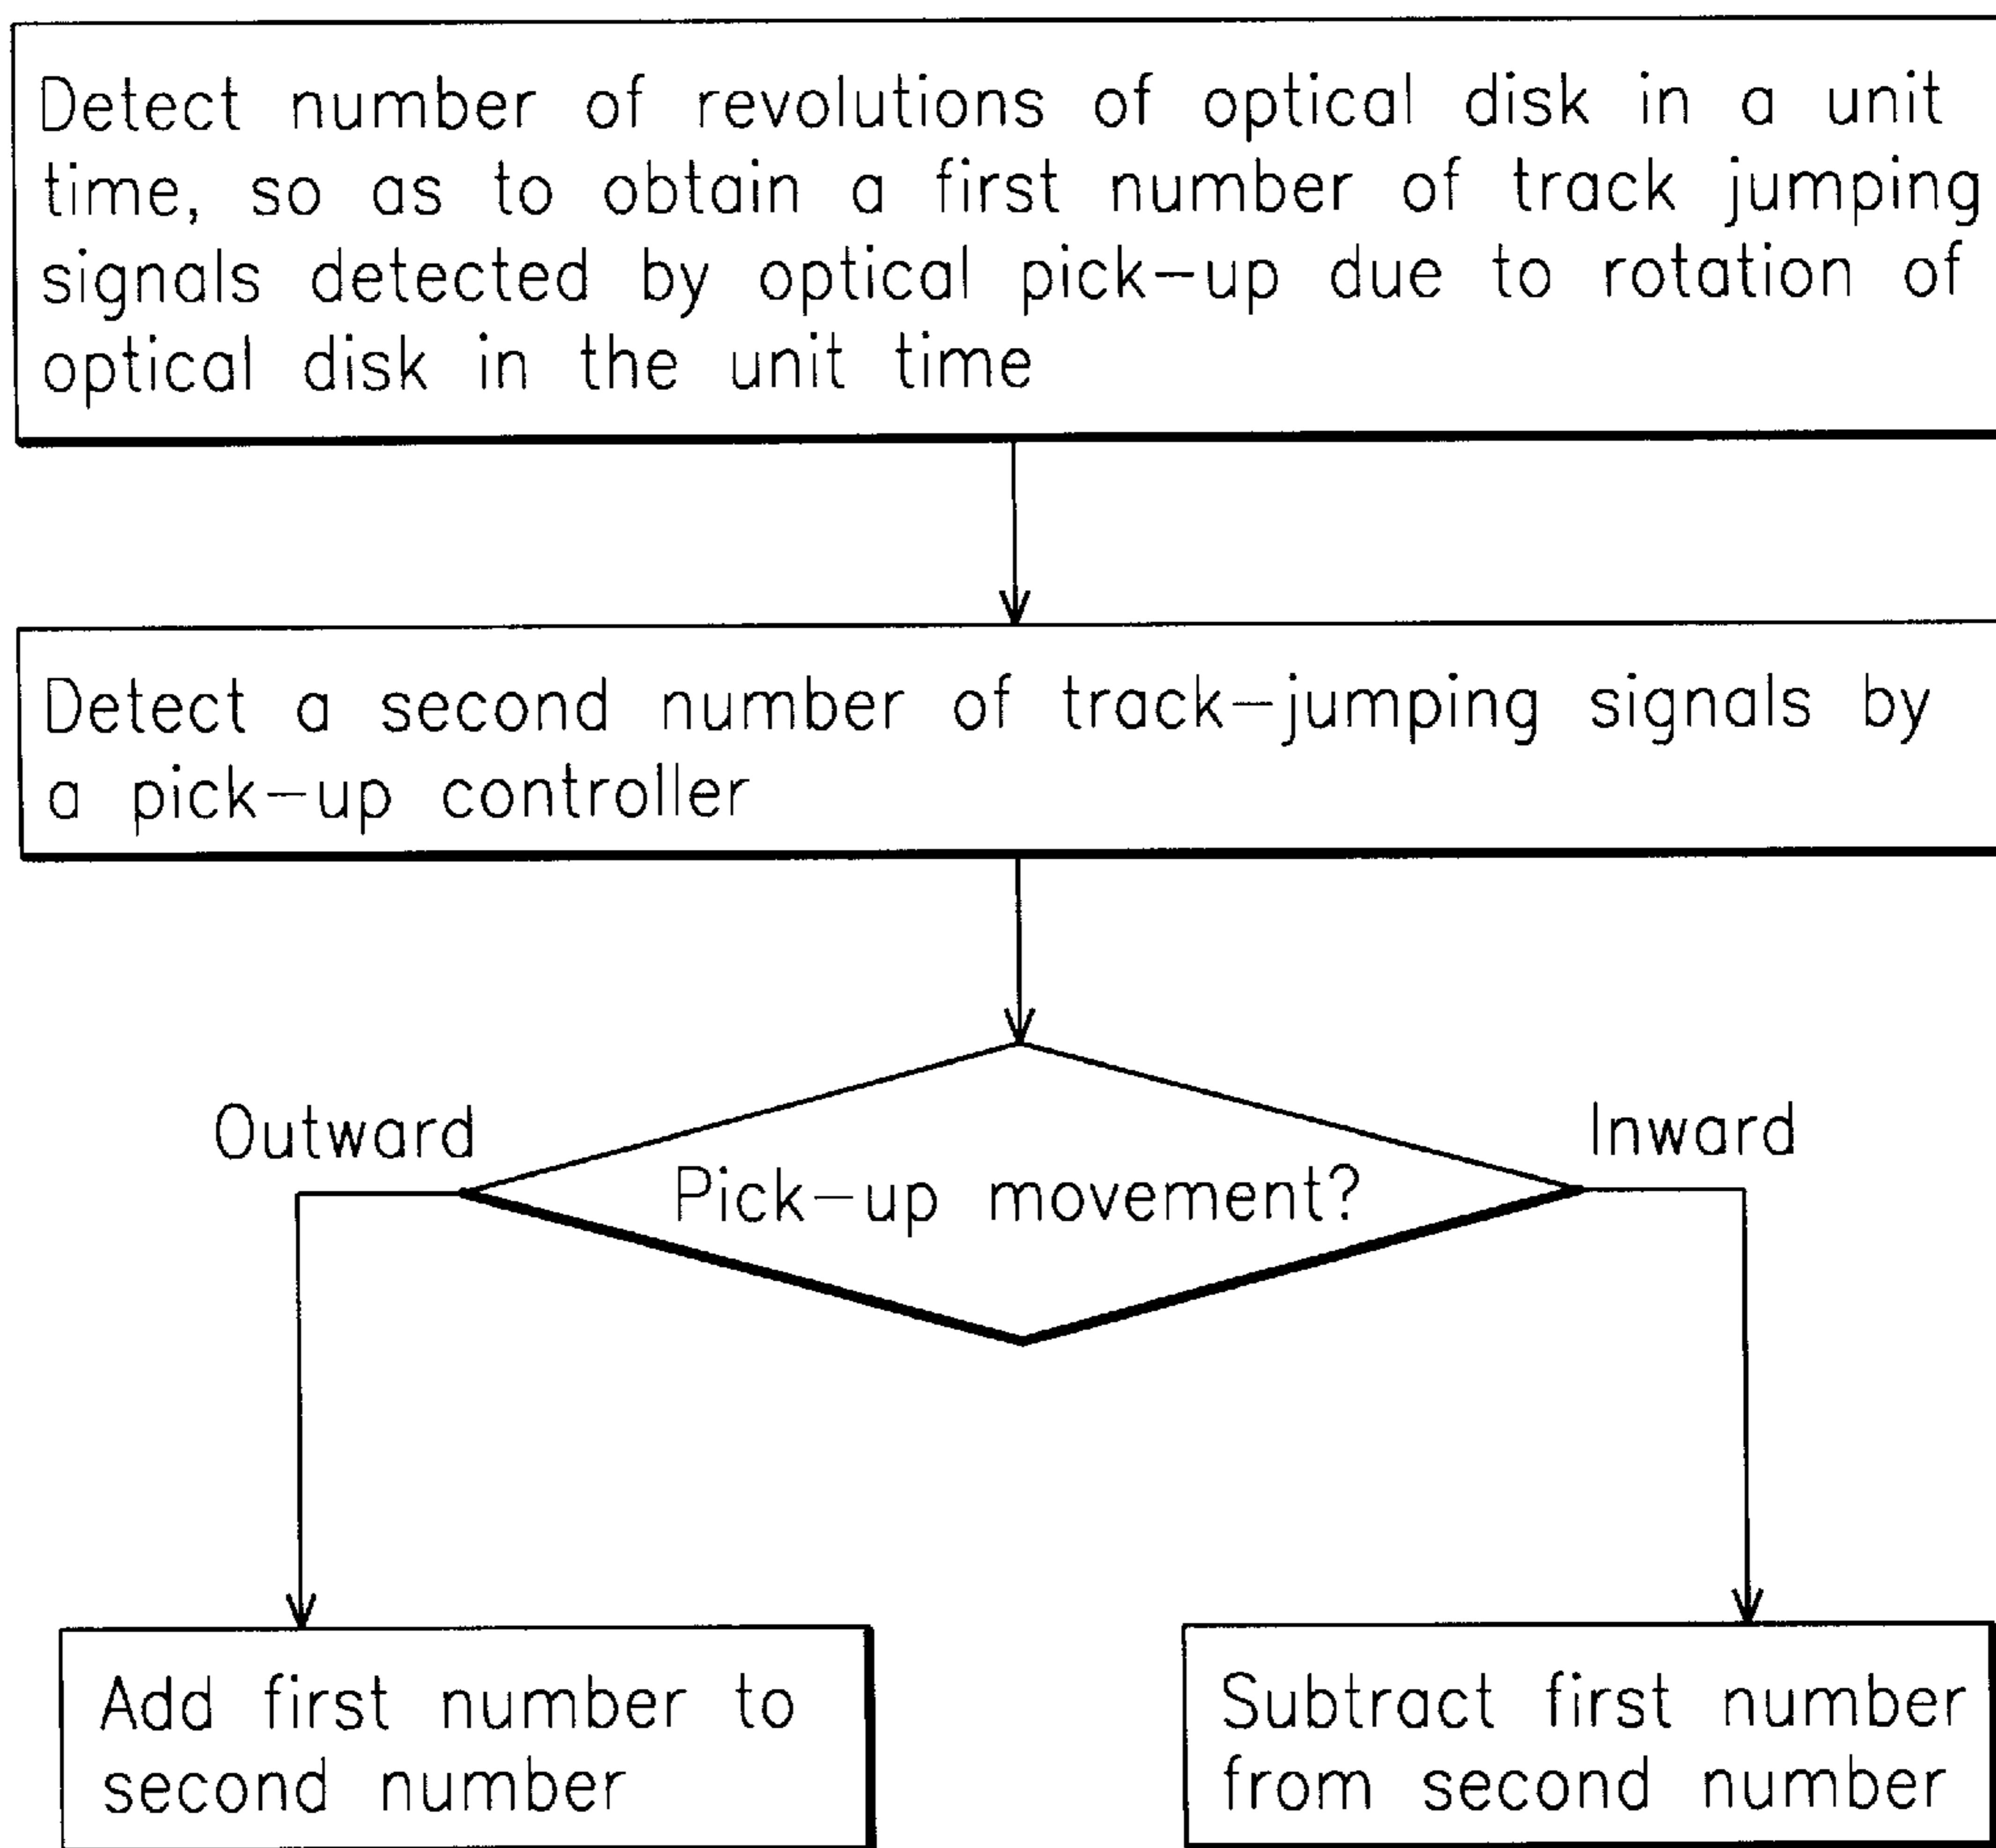 Detect number of revolutions of optical disk in a unit
time, so as to obtain a first number of track jumping
signals detected by optical pick-up due to rotation of
optical disk in the unit time
Detect a second number of track-jumping signals by
a pick-up controller
Outward
Inward
Pick-up movement?
Add first number to
second number
Subtract first number
from second number